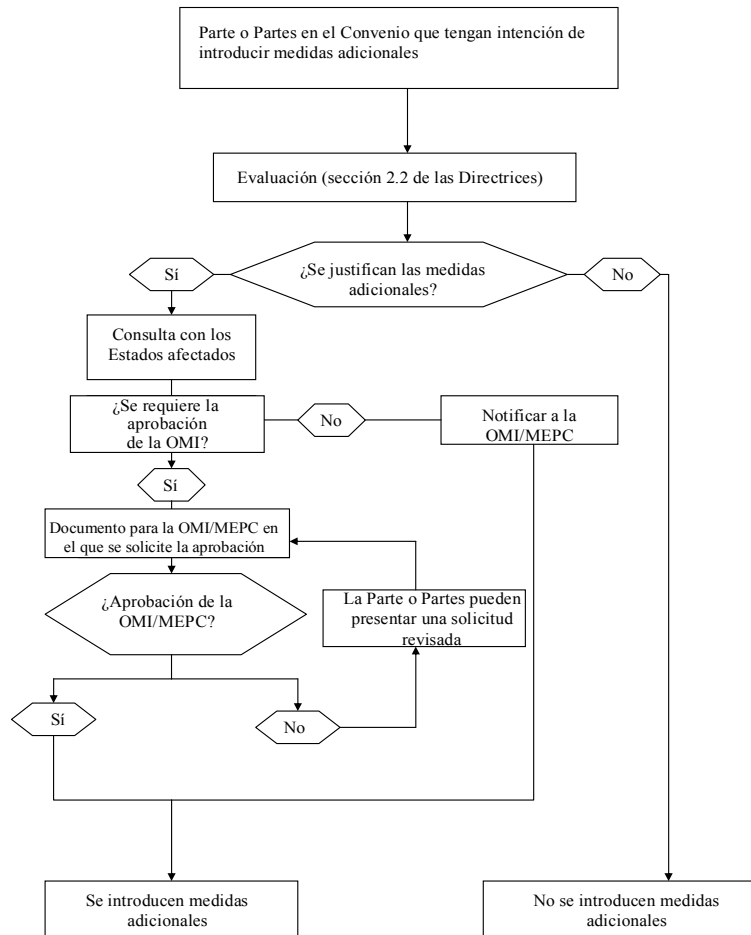 Parte o Partes en el Convenio que tengan intención de
introducir medidas adicionales
Evaluación (sección 2.2 de las Directrices)
¿Se justifican las medidas
adicionales?
Sí
No
Consulta con los
Estados afectados
¿Se requiere la
aprobación
de la OMI?
No
Notificar a la
OMI/MEPC
Sí
Documento para la OMI/MEPC en
el que se solicite la aprobación
¿Aprobación de la
OMI/MEPC?
La Parte o Partes pueden
presentar una solicitud
revisada
Sí
No
Se introducen medidas
adicionales
No se introducen medidas
adicionales